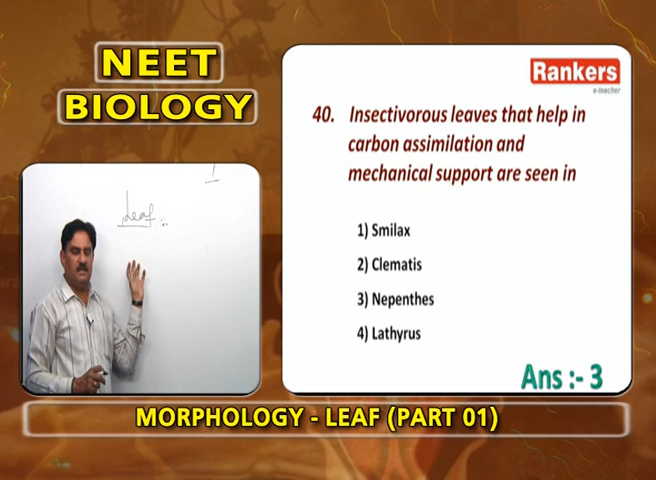 NEET
BIOLOGY
Rankers
e-teacher
40. Insectivorous leaves that help in
carbon assimilation and
mechanical support are seen in
1) Smilax
2) Clematis
3) Nepenthes
4) Lathyrus
Ans :- 3
Leaf
MORPHOLOGY - LEAF (PART 01)